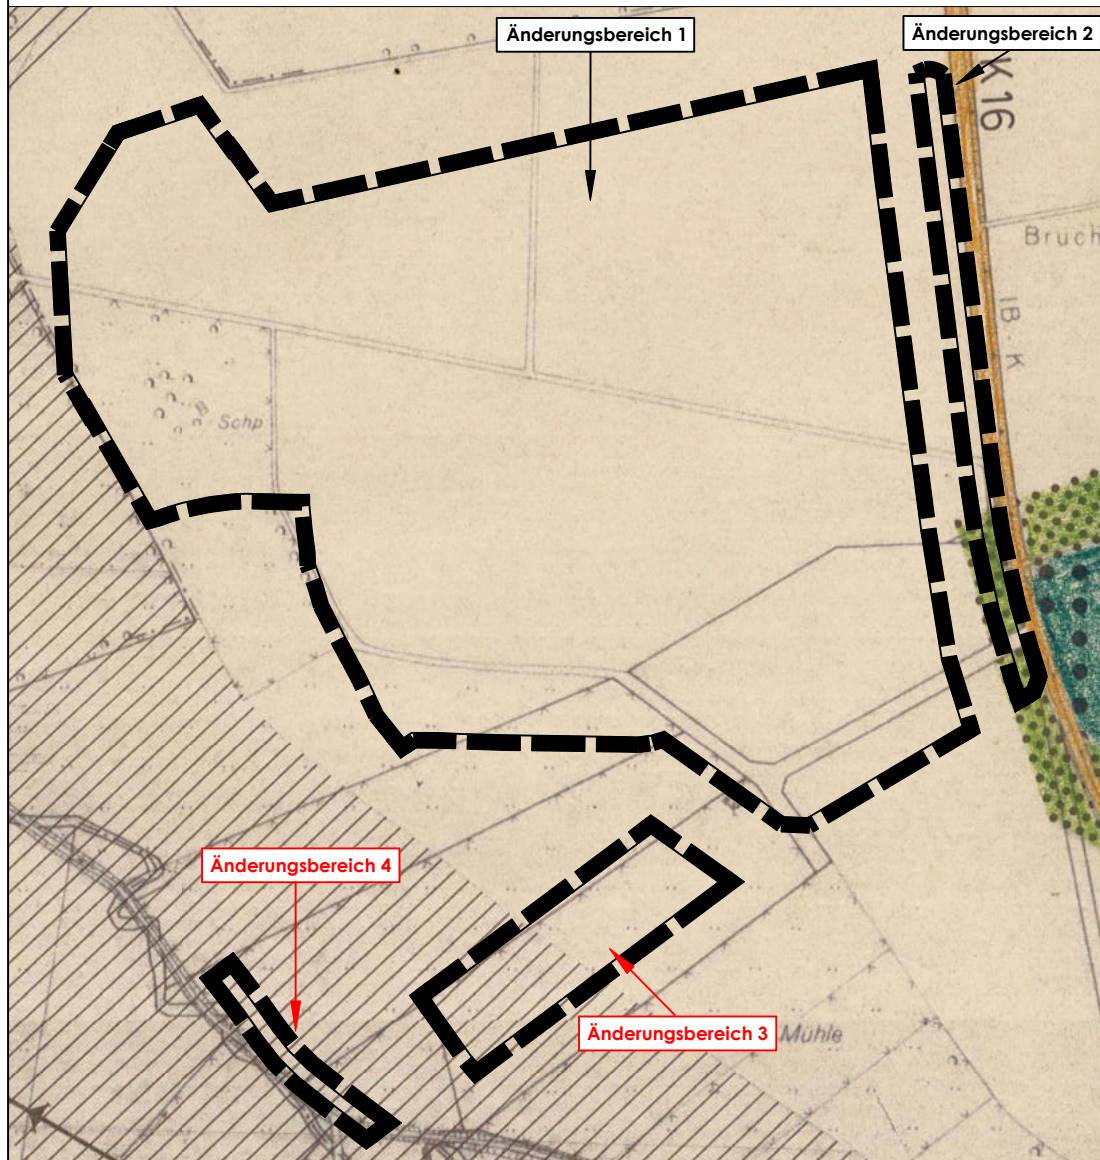 Änderungsbereich 1
Änderungsbereich 2
K 16
Bruch
IB - K
Schp
Änderungsbereich 4
Änderungsbereich 3
Mühle